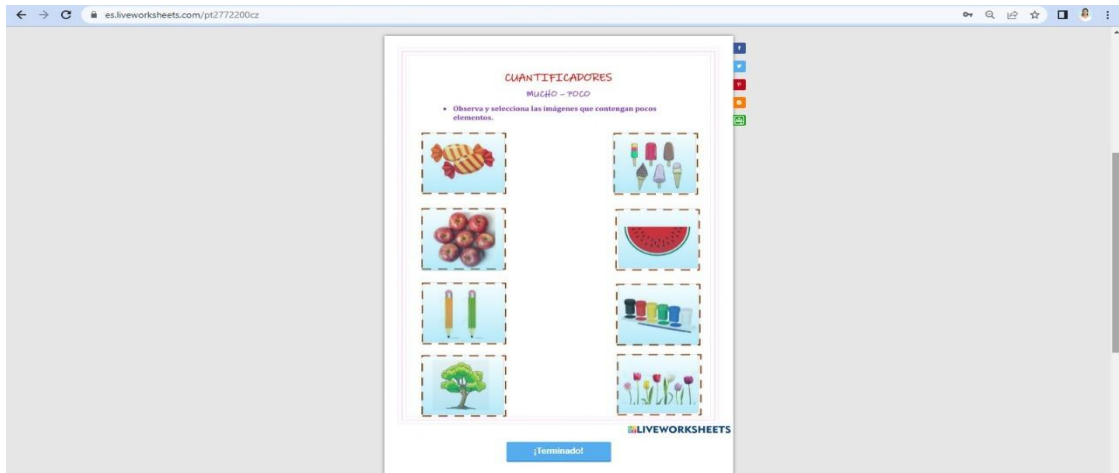 es.liveworksheets.com/pt2772200cz
CUANTIFICADORES
MUCHO - POCO
• Observa y selecciona las imágenes que contengan pocos
elementos.
LIVEWORKSHEETS
¡Terminado!